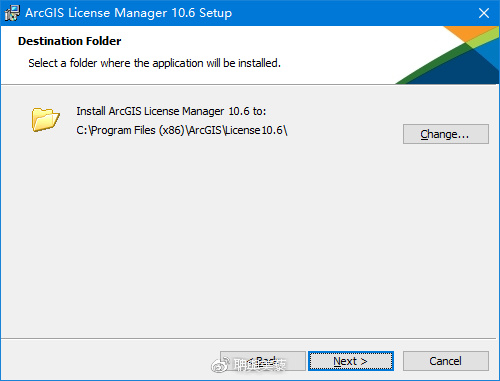 ArcGIS License Manager 10.6 Setup
Destination Folder
Select a folder where the application will be installed.
Install ArcGIS License Manager 10.6 to:
C:\Program Files (x86)\ArcGIS\License10.6\
Change...
< Back
Next >
Cancel